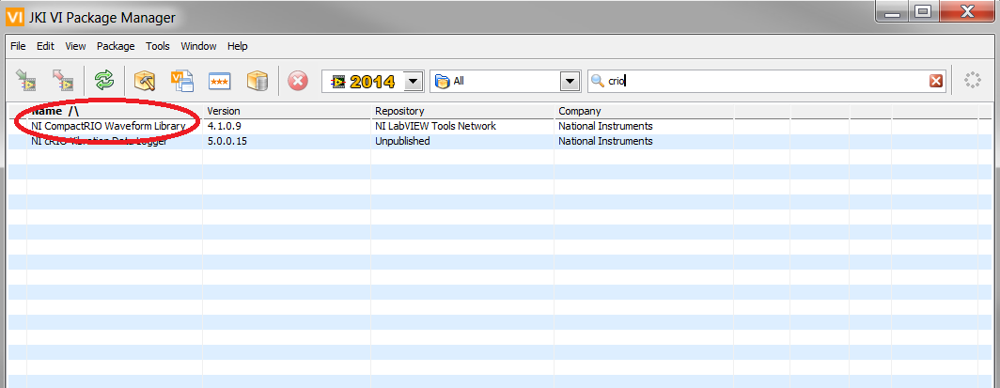 VI JKI VI Package Manager
File Edit View Package Tools Window Help
VI *** 2014 All crio
Name /\ Version Repository Company
NI CompactRIO Waveform Library 4.1.0.9 NI LabVIEW Tools Network National Instruments
NI cRIO Vibration Data Logger 5.0.0.15 Unpublished National Instruments